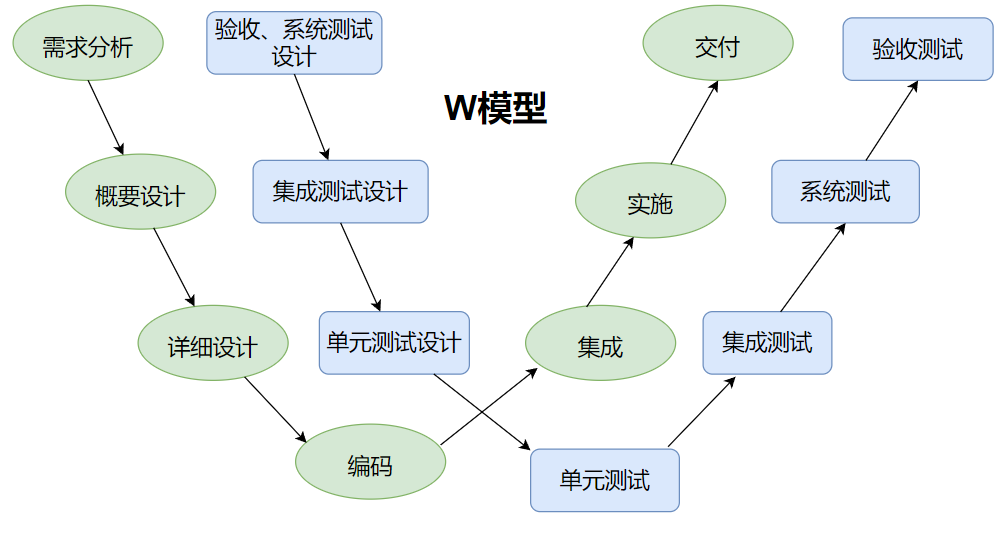 需求分析
验收、系统测试
设计
交付
验收测试
W模型
概要设计
集成测试设计
实施
系统测试
详细设计
单元测试设计
集成
集成测试
编码
单元测试